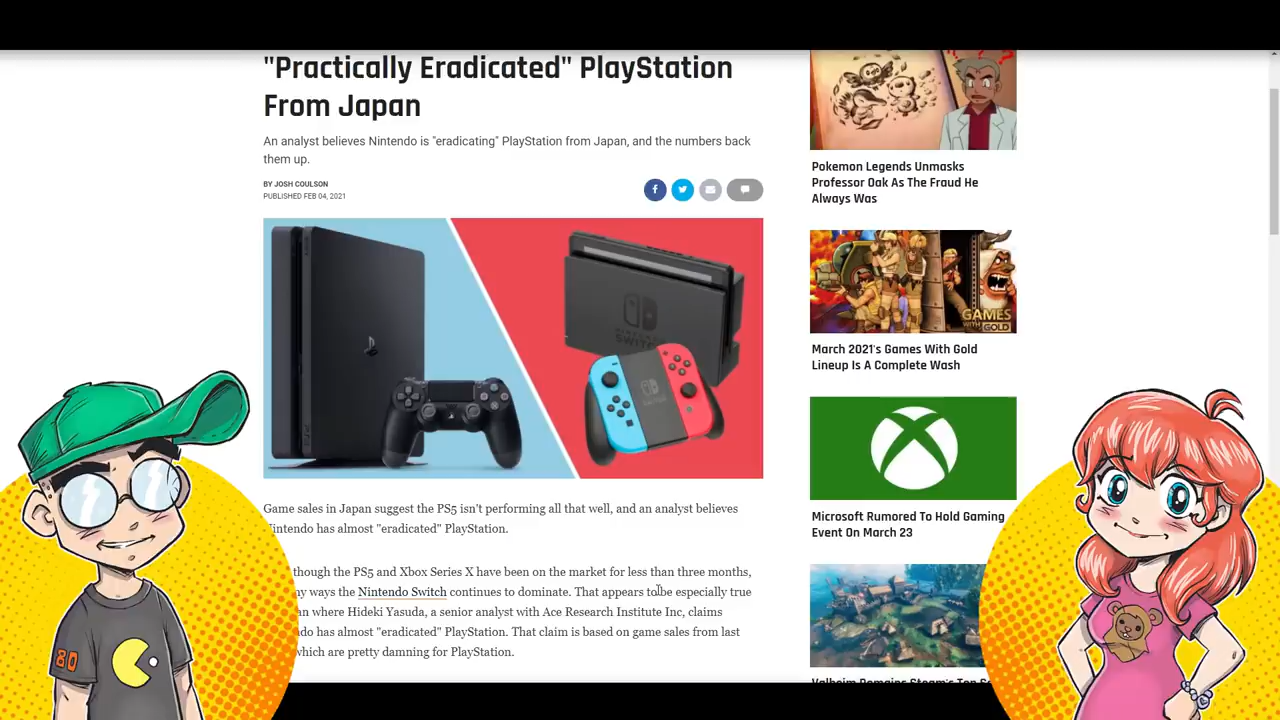 "Practically Eradicated" PlayStation
From Japan
An analyst believes Nintendo is "eradicating" PlayStation from Japan, and the numbers back
them up.
BY JOSH COULSON
PUBLISHED FEB 04, 2021
Game sales in Japan suggest the PS5 isn't performing all that well, and an analyst believes
Nintendo has almost "eradicated" PlayStation.
though the PS5 and Xbox Series X have been on the market for less than three months,
ways the Nintendo Switch continues to dominate. That appears to be especially true
where Hideki Yasuda, a senior analyst with Ace Research Institute Inc, claims
has almost "eradicated" PlayStation. That claim is based on game sales from last
which are pretty damning for PlayStation.
Pokemon Legends Unmasks
Professor Oak As The Fraud He
Always Was
GAMES
WITH GOLD
March 2021's Games With Gold
Lineup Is A Complete Wash
Microsoft Rumored To Hold Gaming
Event On March 23
Valheim Remains Steam's Top
SWITCH
80